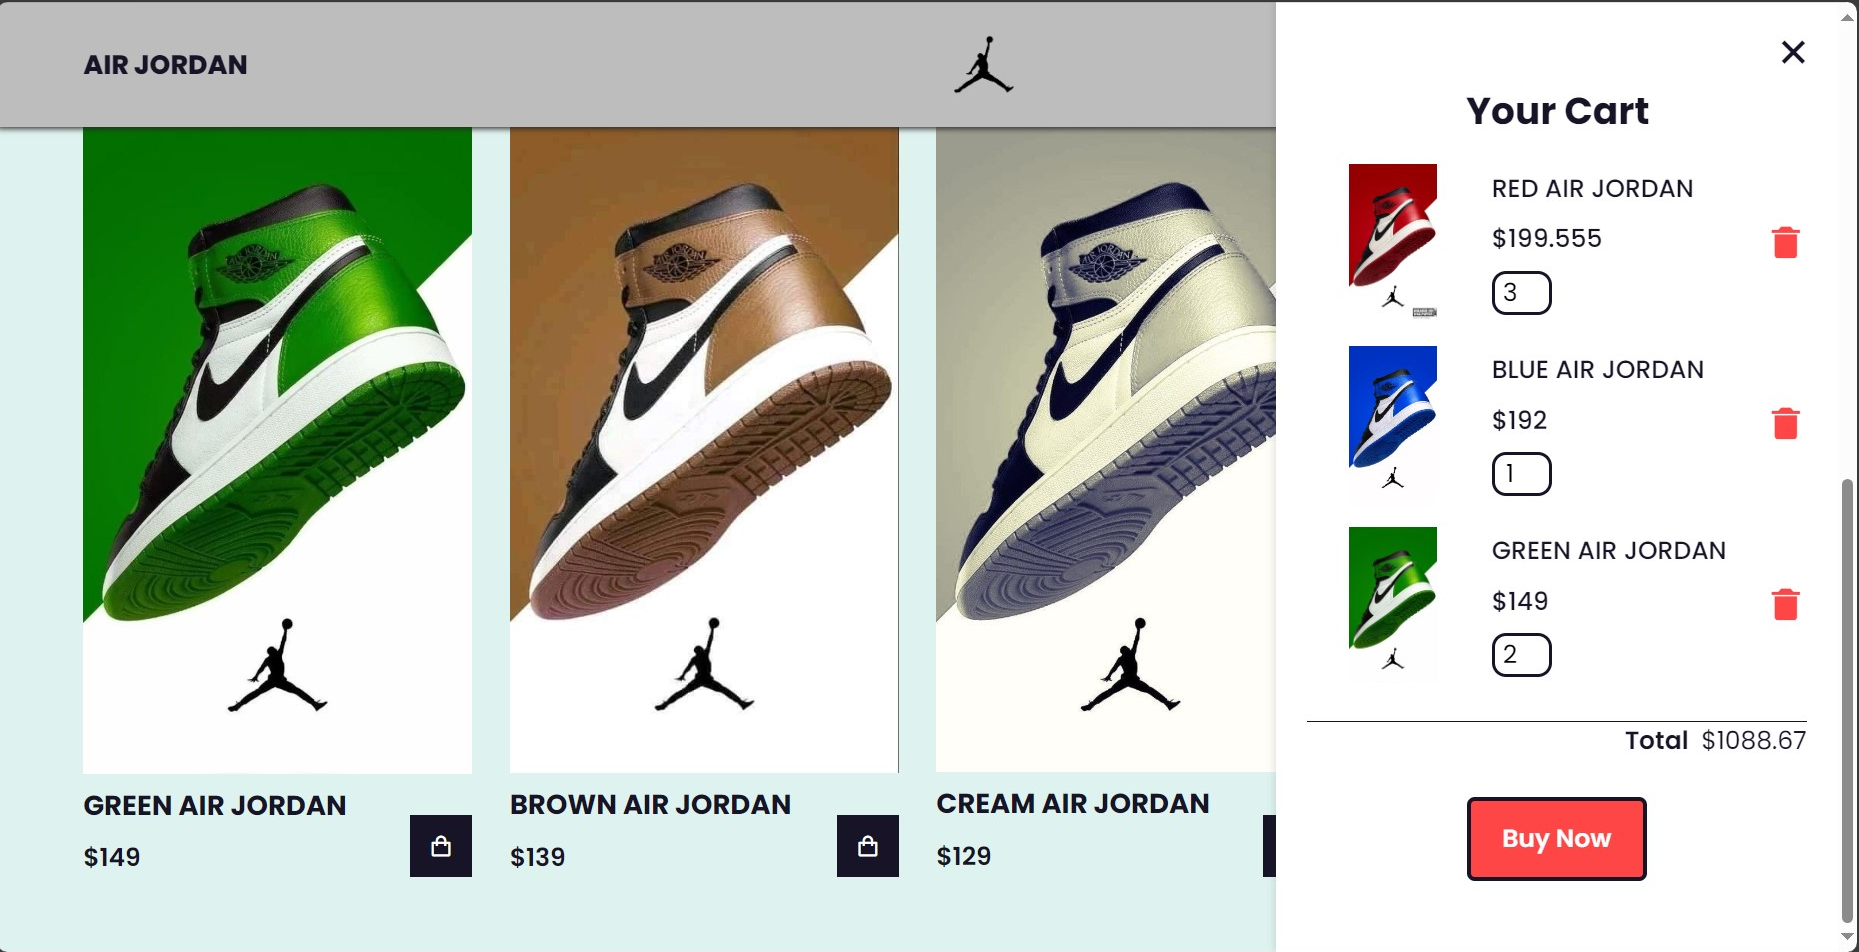 AIR JORDAN
GREEN AIR JORDAN
$149
BROWN AIR JORDAN
$139
CREAM AIR JORDAN
$129
Your Cart
RED AIR JORDAN
$199.555
3
BLUE AIR JORDAN
$192
1
GREEN AIR JORDAN
$149
2
Total $1088.67
Buy Now